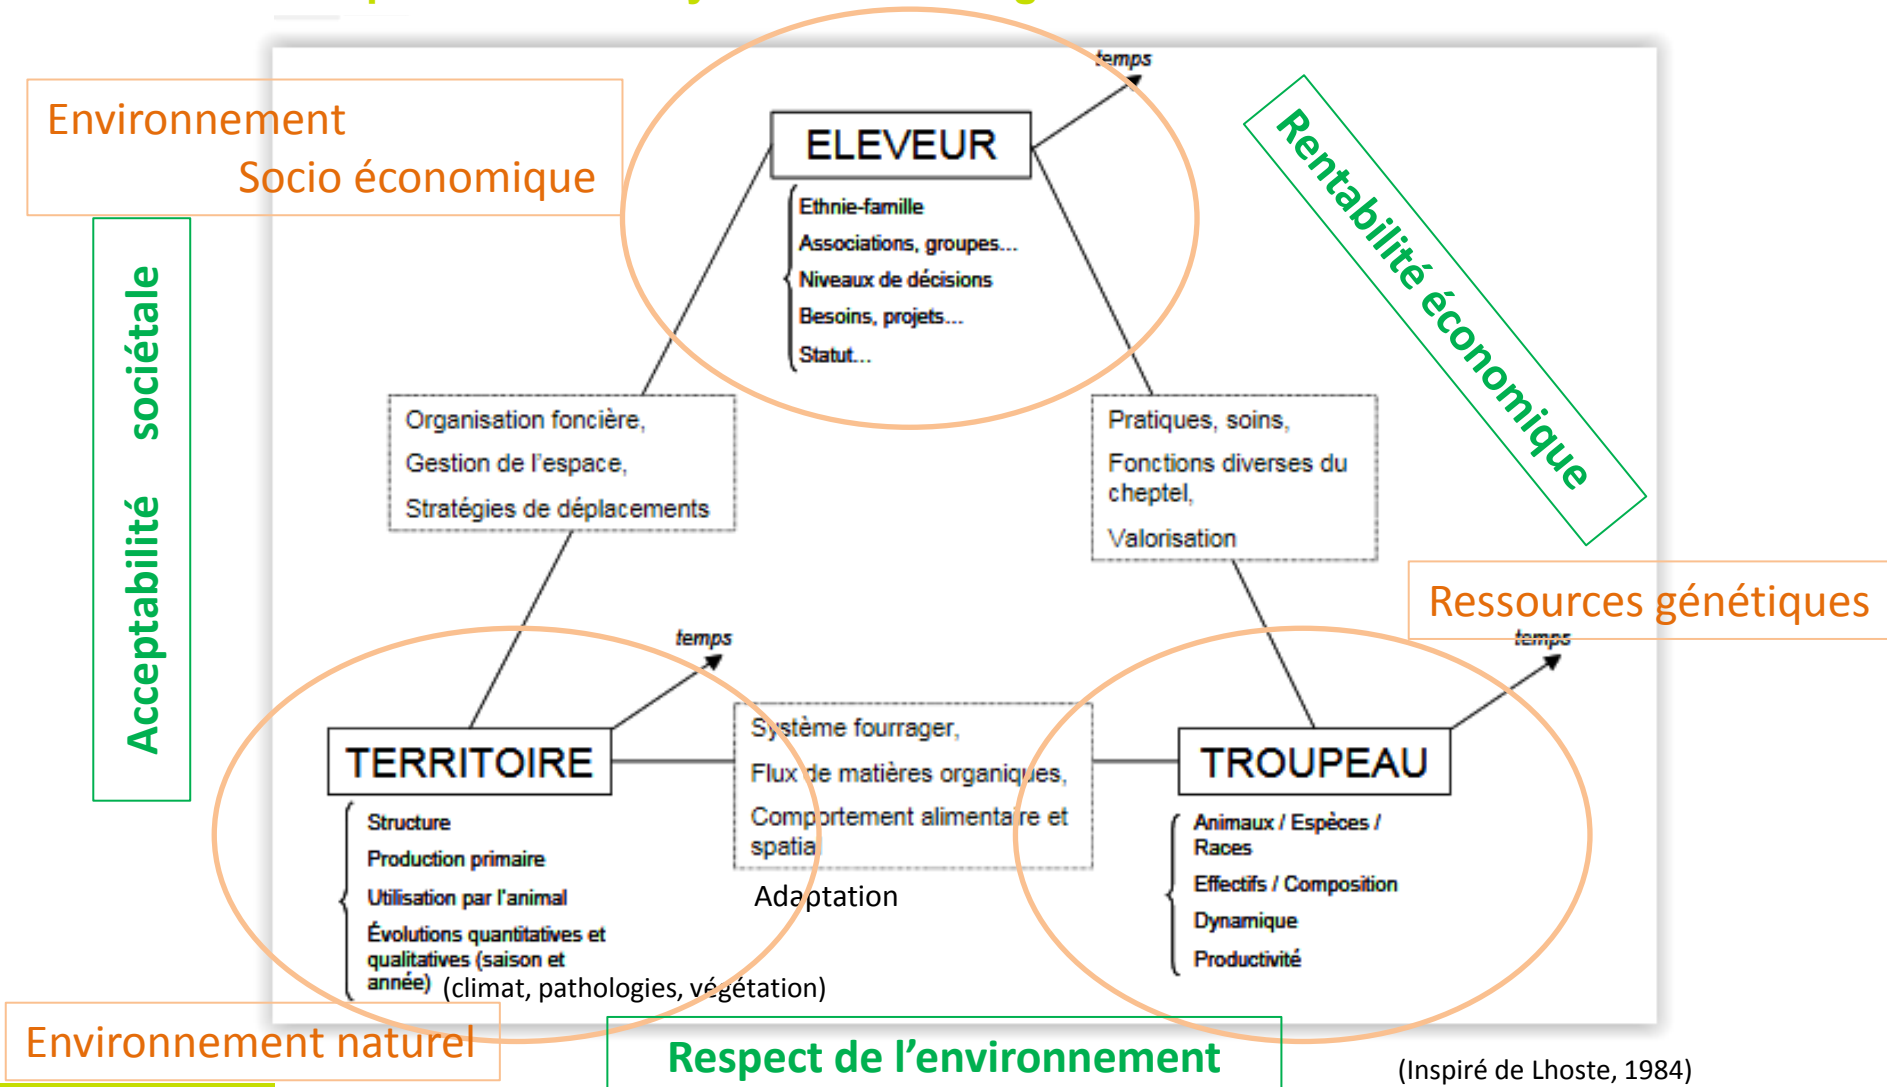 temps
ELEVEUR
Environnement
Socio économique
Ethnie-famille
Associations, groupes...
Niveaux de décisions
Besoins, projets...
Statut...
Rentabilité économique
Acceptabilité sociétale
Organisation foncière,
Gestion de l'espace,
Stratégies de déplacements
Pratiques, soins,
Fonctions diverses du
cheptel,
Valorisation
Ressources génétiques
temps
temps
TERRITOIRE
Système fourrager,
Flux de matières organiques,
Comportement alimentaire et
spatial
TROUPEAU
Structure
Production primaire
Utilisation par l'animal
Évolutions quantitatives et
qualitatives (saison et
année)
(climat, pathologies, végétation)
Adaptation
Animaux / Espèces /
Races
Effectifs / Composition
Dynamique
Productivité
Environnement naturel
Respect de l'environnement
(Inspiré de Lhoste, 1984)